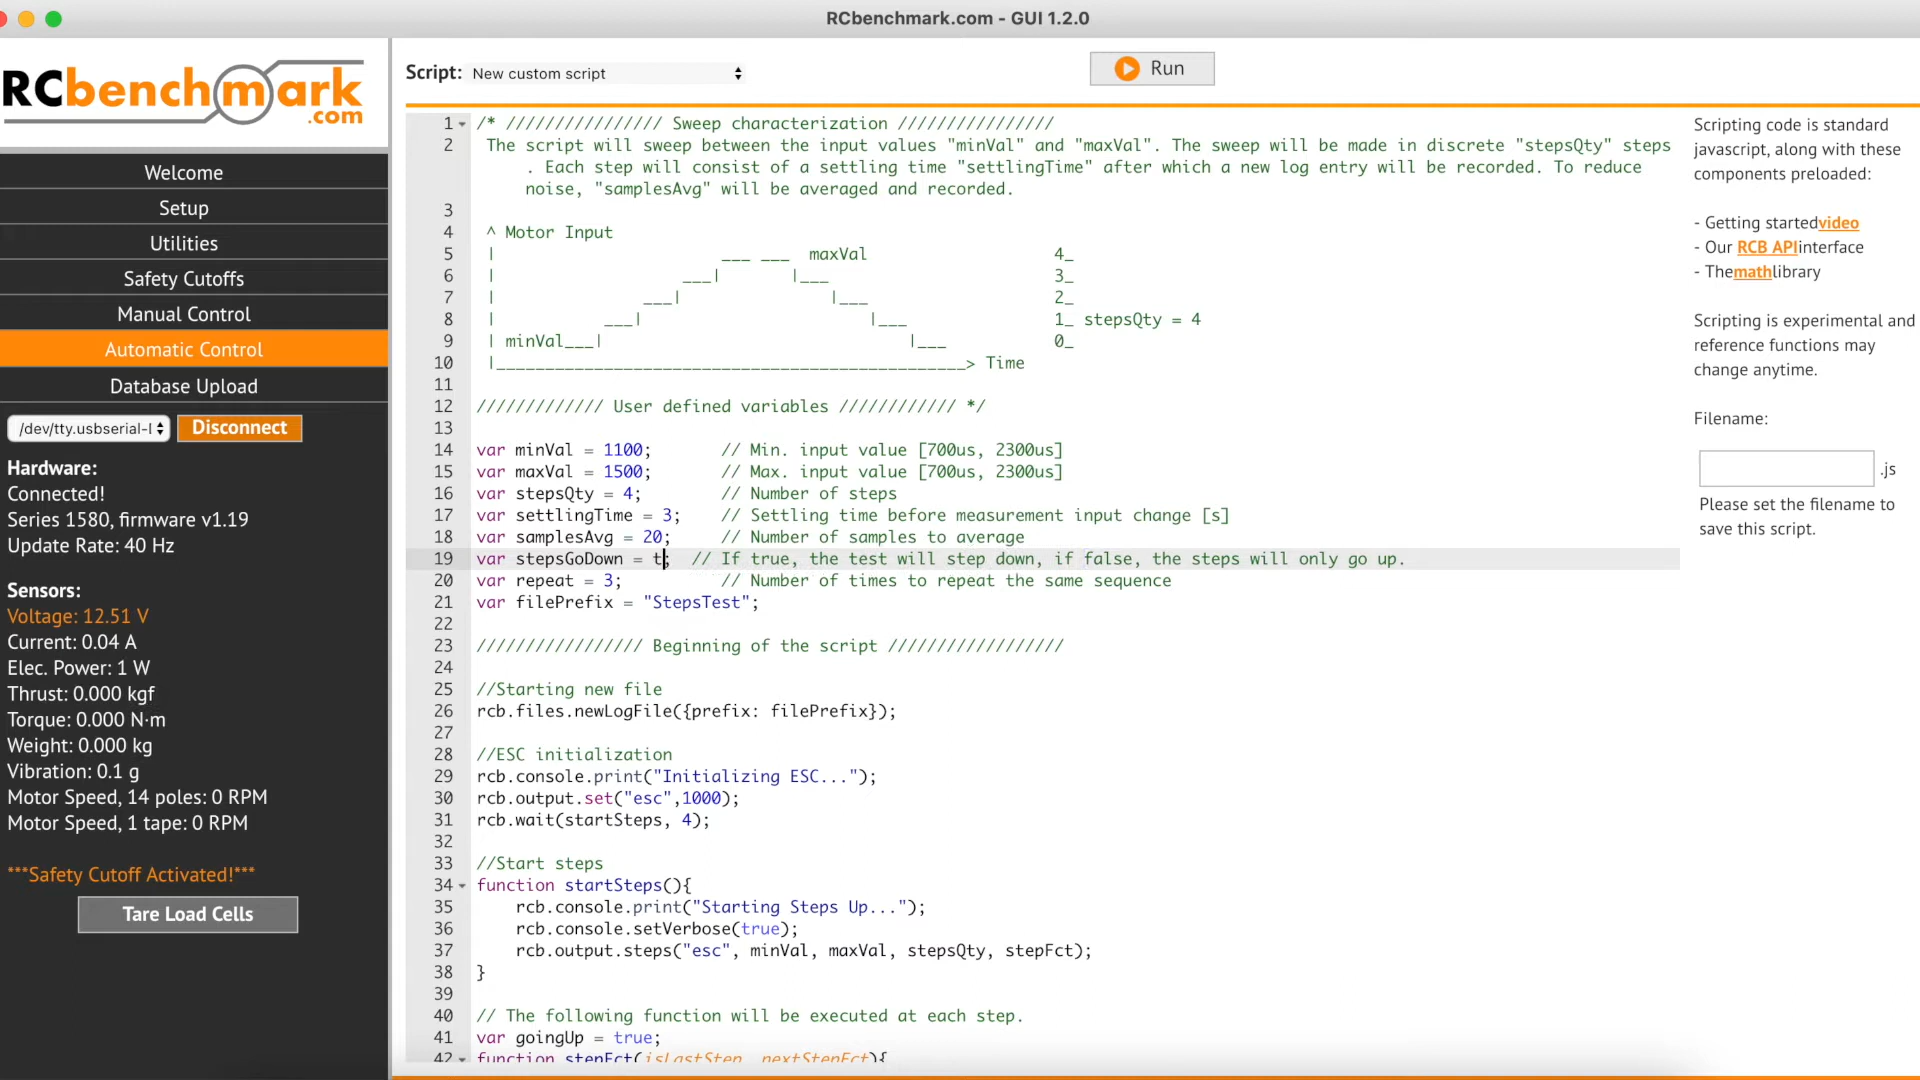 RCbenchmark.com - GUI 1.2.0
RCbenchmark
.com
Welcome
Setup
Utilities
Safety Cutoffs
Manual Control
Automatic Control
Database Upload
/dev/tty.usbserial-I
Disconnect
Hardware:
Connected!
Series 1580, firmware v1.19
Update Rate: 40 Hz
Sensors:
Voltage: 12.51 V
Current: 0.04 A
Elec. Power: 1 W
Thrust: 0.000 kgf
Torque: 0.000 N·m
Weight: 0.000 kg
Vibration: 0.1 g
Motor Speed, 14 poles: 0 RPM
Motor Speed, 1 tape: 0 RPM
***Safety Cutoff Activated!***
Tare Load Cells
Script: New custom script
Run
1 /* //////////////// Sweep characterization ////////////////
2 The script will sweep between the input values "minVal" and "maxVal". The sweep will be made in discrete "stepsQty" steps
. Each step will consist of a settling time "settlingTime" after which a new log entry will be recorded. To reduce
noise, "samplesAvg" will be averaged and recorded.
3
4 ^ Motor Input
5 | ___ ___ maxVal 4_
6 | ___| |___ 3_
7 | ___| |___ 2_
8 | ___| |___ 1_ stepsQty = 4
9 | minVal___| |___ 0_
10 |________________________________________________> Time
11
12 ///////////// User defined variables //////////// */
13
14 var minVal = 1100; // Min. input value [700us, 2300us]
15 var maxVal = 1500; // Max. input value [700us, 2300us]
16 var stepsQty = 4; // Number of steps
17 var settlingTime = 3; // Settling time before measurement input change [s]
18 var samplesAvg = 20; // Number of samples to average
19 var stepsGoDown = t; // If true, the test will step down, if false, the steps will only go up.
20 var repeat = 3; // Number of times to repeat the same sequence
21 var filePrefix = "StepsTest";
22
23 ///////////////// Beginning of the script //////////////////
24
25 //Starting new file
26 rcb.files.newLogFile({prefix: filePrefix});
27
28 //ESC initialization
29 rcb.console.print("Initializing ESC...");
30 rcb.output.set("esc",1000);
31 rcb.wait(startSteps, 4);
32
33 //Start steps
34 function startSteps(){
35 rcb.console.print("Starting Steps Up...");
36 rcb.console.setVerbose(true);
37 rcb.output.steps("esc", minVal, maxVal, stepsQty, stepFct);
38 }
39
40 // The following function will be executed at each step.
41 var goingUp = true;
42 function stepFct(isLastStep, nextStepFct){
Scripting code is standard
javascript, along with these
components preloaded:
- Getting startedvideo
- Our RCB APIinterface
- Themathlibrary
Scripting is experimental and
reference functions may
change anytime.
Filename:
.js
Please set the filename to
save this script.